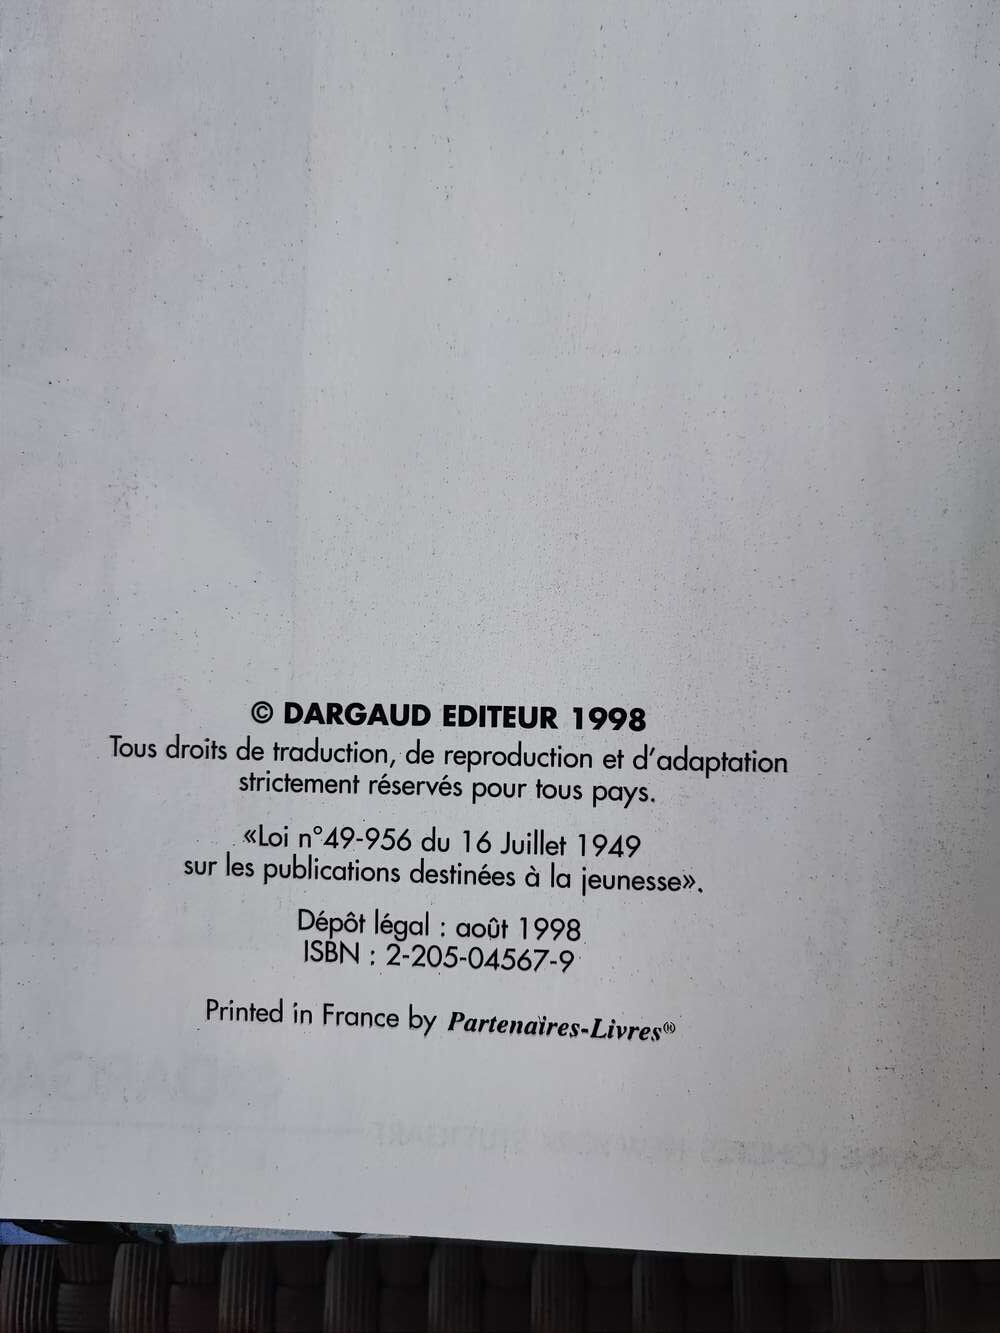 © DARGAUD EDITEUR 1998
Tous droits de traduction, de reproduction et d'adaptation
strictement réservés pour tous pays.
«Loi n°49-956 du 16 Juillet 1949
sur les publications destinées à la jeunesse».
Dépôt légal : août 1998
ISBN : 2-205-04567-9
Printed in France by Partenaires-Livres®